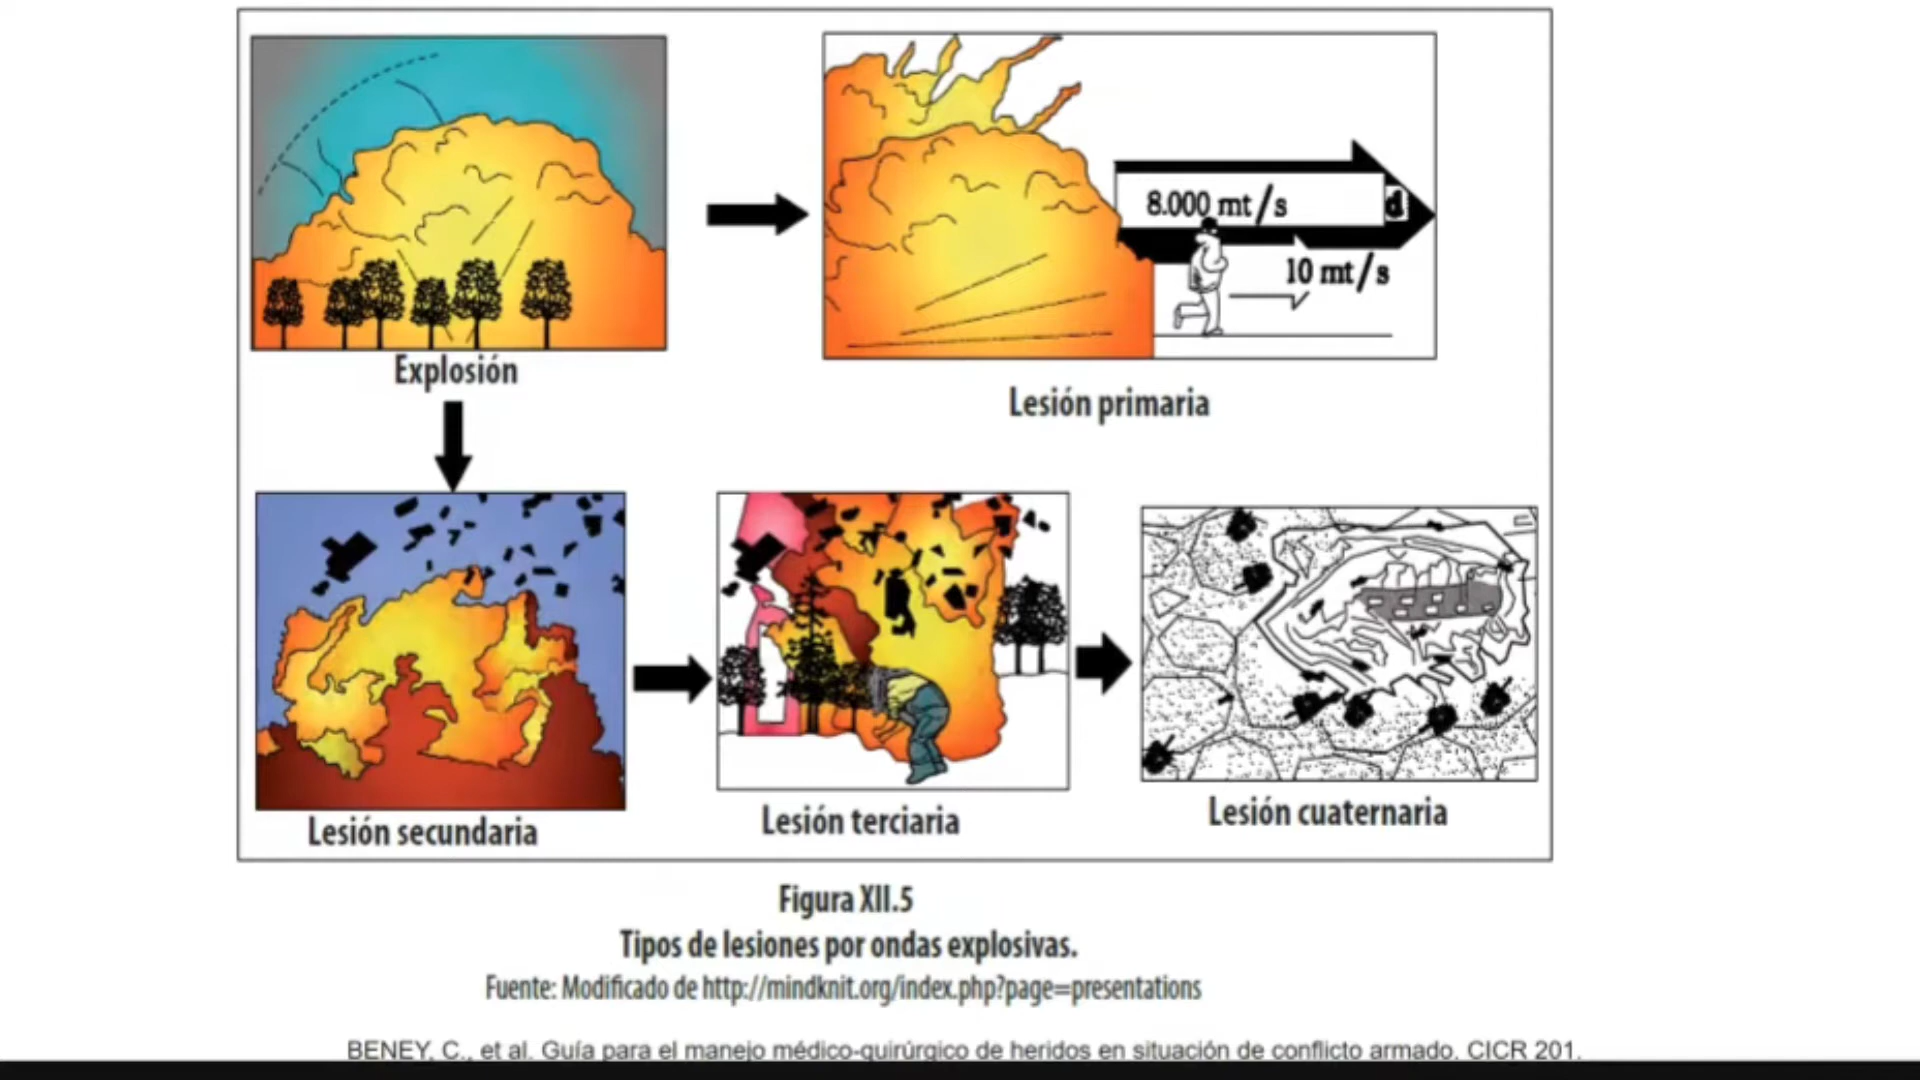 8.000 mt/s
d
10 mt/s
Explosión
Lesión primaria
Lesión secundaria
Lesión terciaria
Lesión cuaternaria
Figura XII.5
Tipos de lesiones por ondas explosivas.
Fuente: Modificado de http://mindknit.org/index.php?page=presentations
BENEY, C., et al. Guía para el manejo médico-quirúrgico de heridos en situación de conflicto armado. CICR 201.